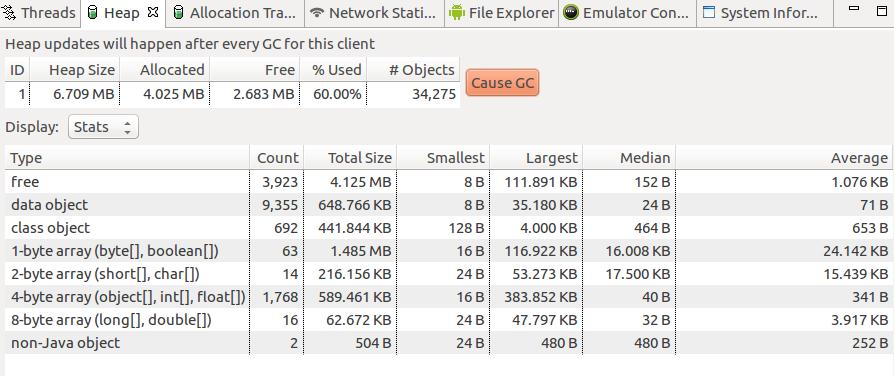 Threads Heap Allocation Tra... Network Stati... File Explorer Emulator Con... System Infor...
Heap updates will happen after every GC for this client
ID Heap Size Allocated Free % Used # Objects
1 6.709 MB 4.025 MB 2.683 MB 60.00% 34,275
Cause GC
Display: Stats
Type Count Total Size Smallest Largest Median Average
free 3,923 4.125 MB 8 B 111.891 KB 152 B 1.076 KB
data object 9,355 648.766 KB 8 B 35.180 KB 24 B 71 B
class object 692 441.844 KB 128 B 4.000 KB 464 B 653 B
1-byte array (byte[], boolean[]) 63 1.485 MB 16 B 116.922 KB 16.008 KB 24.142 KB
2-byte array (short[], char[]) 14 216.156 KB 24 B 53.273 KB 17.500 KB 15.439 KB
4-byte array (object[], int[], float[]) 1,768 589.461 KB 16 B 383.852 KB 40 B 341 B
8-byte array (long[], double[]) 16 62.672 KB 24 B 47.797 KB 32 B 3.917 KB
non-Java object 2 504 B 24 B 480 B 480 B 252 B